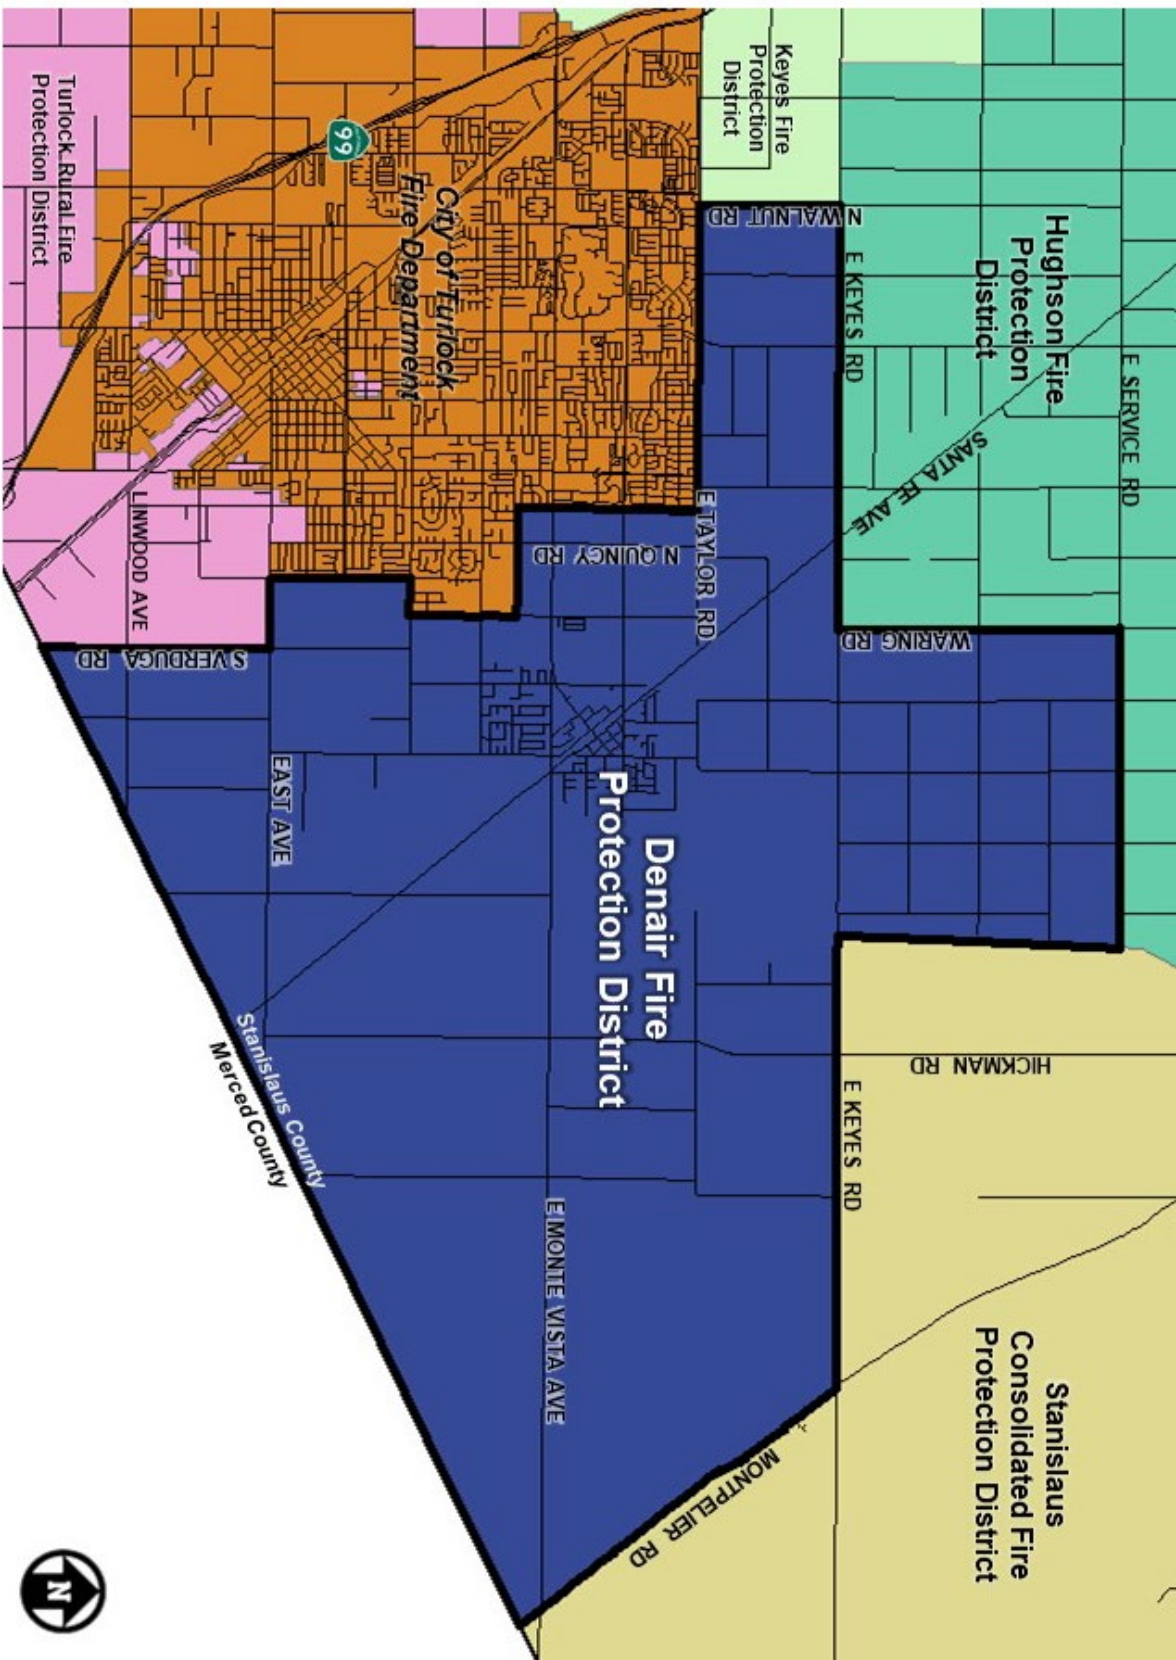 Hughson Fire
Protection
District
E SERVICE RD
Keyes Fire
Protection
District
N WALNUT RD
E KEYES RD
SANTA FE AVE
WARING RD
HICKMAN RD
E KEYES RD
Stanislaus
Consolidated Fire
Protection District
City of Turlock
Fire Department
99
Turlock Rural Fire
Protection District
E TAYLOR RD
N QUINCY RD
Denair Fire
Protection District
MONTPELIER RD
E MONTE VISTA AVE
LINWOOD AVE
S VERDUGA RD
EAST AVE
Stanislaus County
Merced County
N